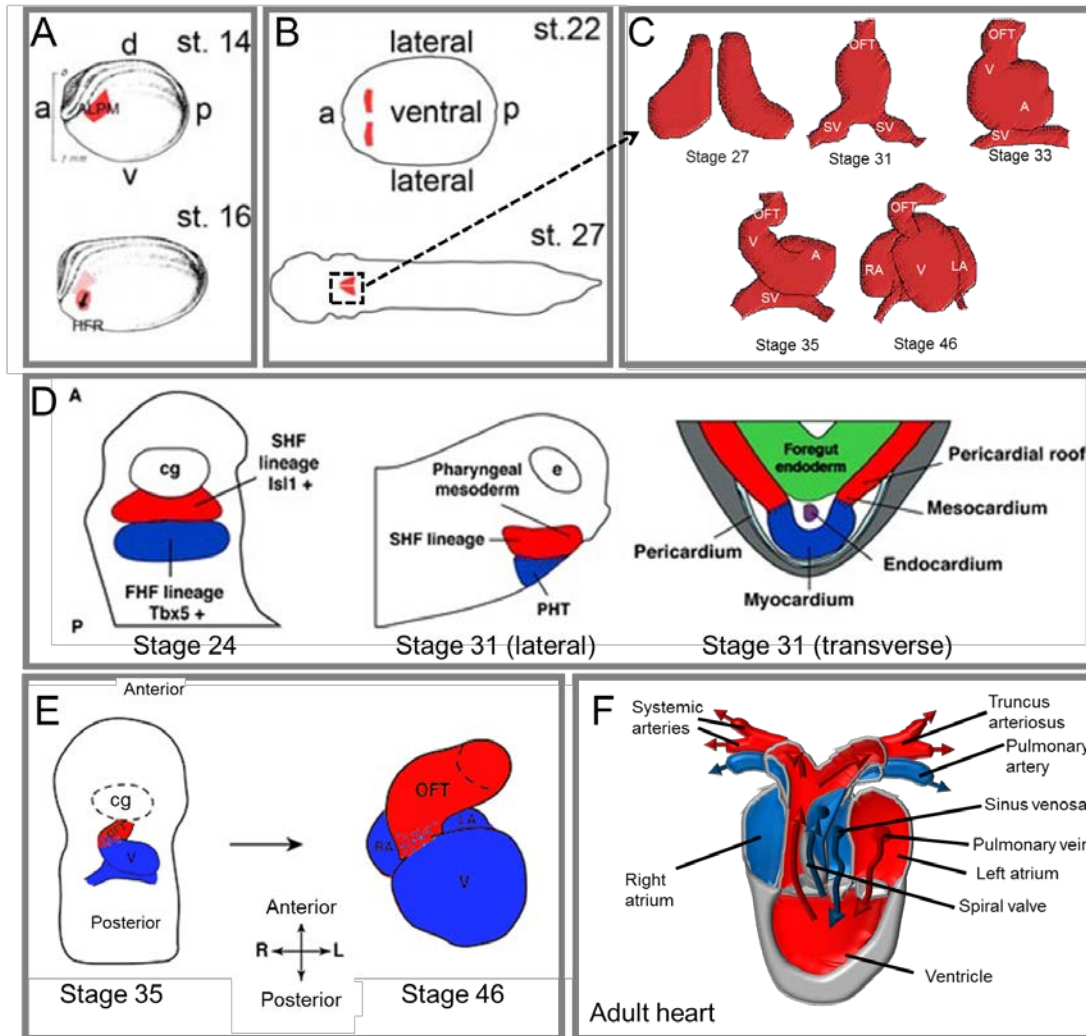 A
st. 14
d
ALPM
a
p
1 mm
v
st. 16
HFR
B
lateral
st.22
a
ventral
p
lateral
st. 27
C
OFT
OFT
V
A
SV
SV
SV
Stage 27
Stage 31
Stage 33
OFT
V
A
SV
OFT
RA
V
LA
Stage 35
Stage 46
D
A
cg
SHF
lineage
Isl1 +
FHF lineage
Tbx5 +
P
Stage 24
Pharyngeal
mesoderm
e
SHF lineage
PHT
Stage 31 (lateral)
Foregut
endoderm
Pericardial roof
Mesocardium
Pericardium
Endocardium
Myocardium
Stage 31 (transverse)
E
Anterior
cg
OFT
V
Posterior
Stage 35
Anterior
R
L
Posterior
OFT
RA
LA
V
Stage 46
F
Systemic
arteries
Truncus
arteriosus
Pulmonary
artery
Sinus venosa
Pulmonary vein
Left atrium
Right
atrium
Spiral valve
Ventricle
Adult heart